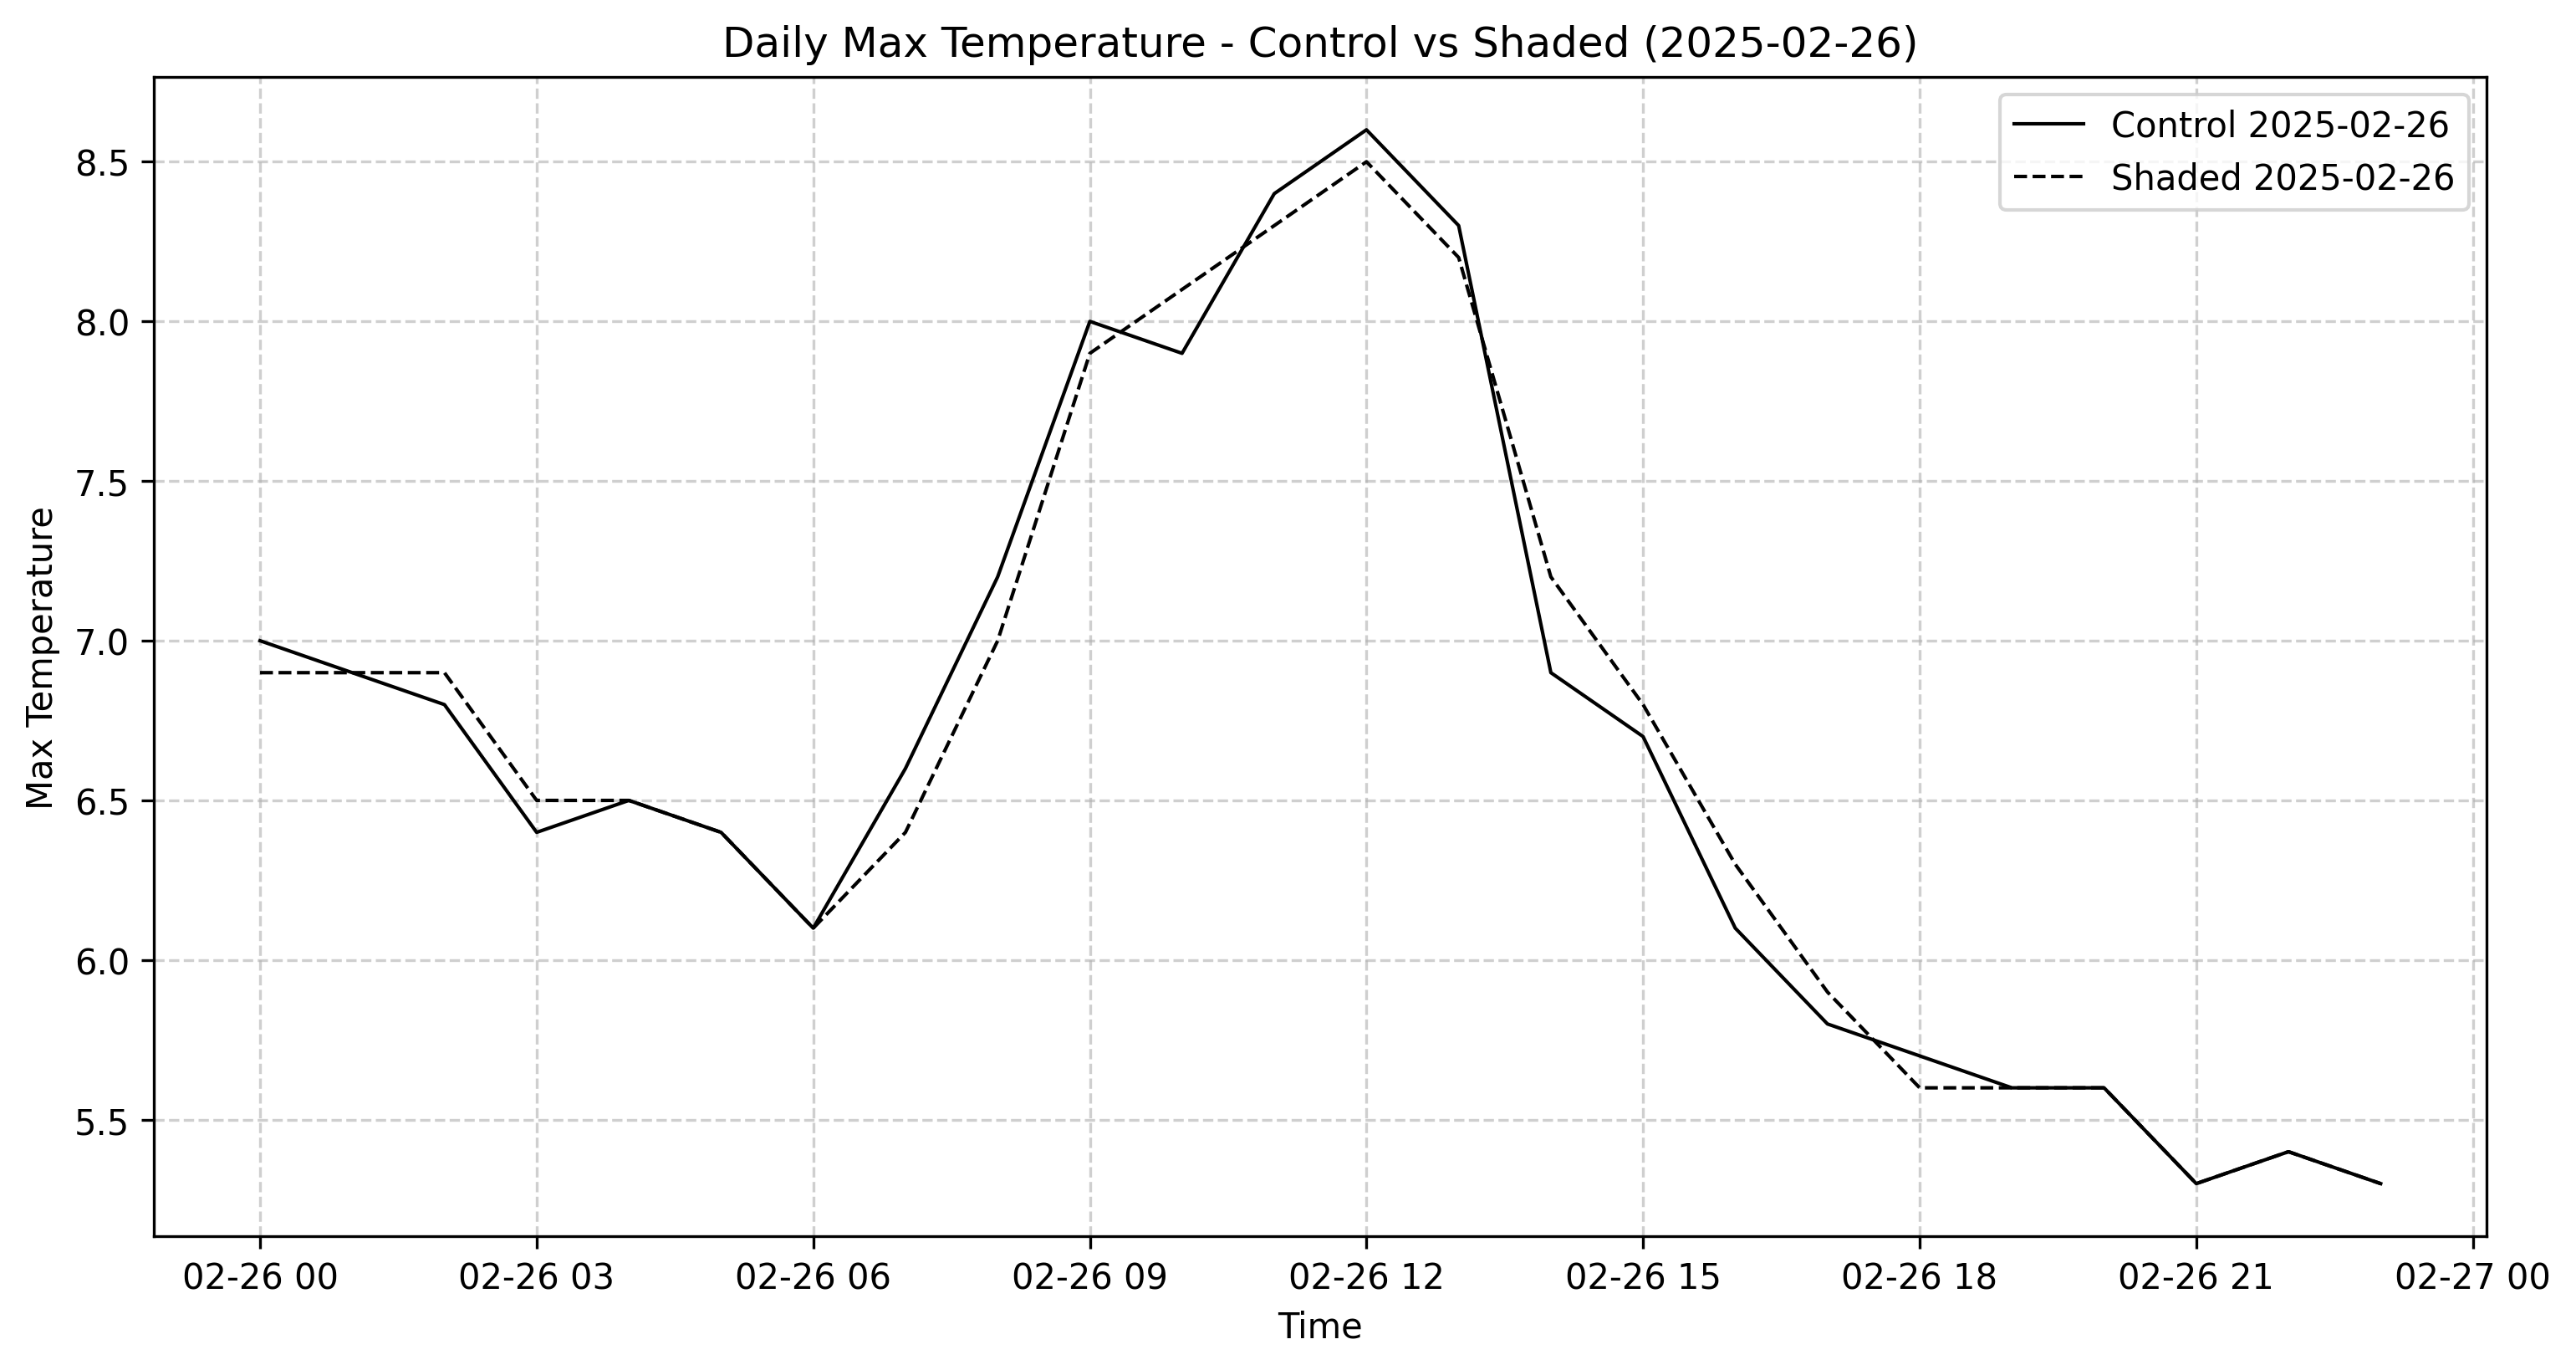 Daily Max Temperature - Control vs Shaded (2025-02-26)
Control 2025-02-26
Shaded 2025-02-26
Max Temperature
8.5
8.0
7.5
7.0
6.5
6.0
5.5
02-26 00 02-26 03 02-26 06 02-26 09 02-26 12 02-26 15 02-26 18 02-26 21 02-27 00
Time